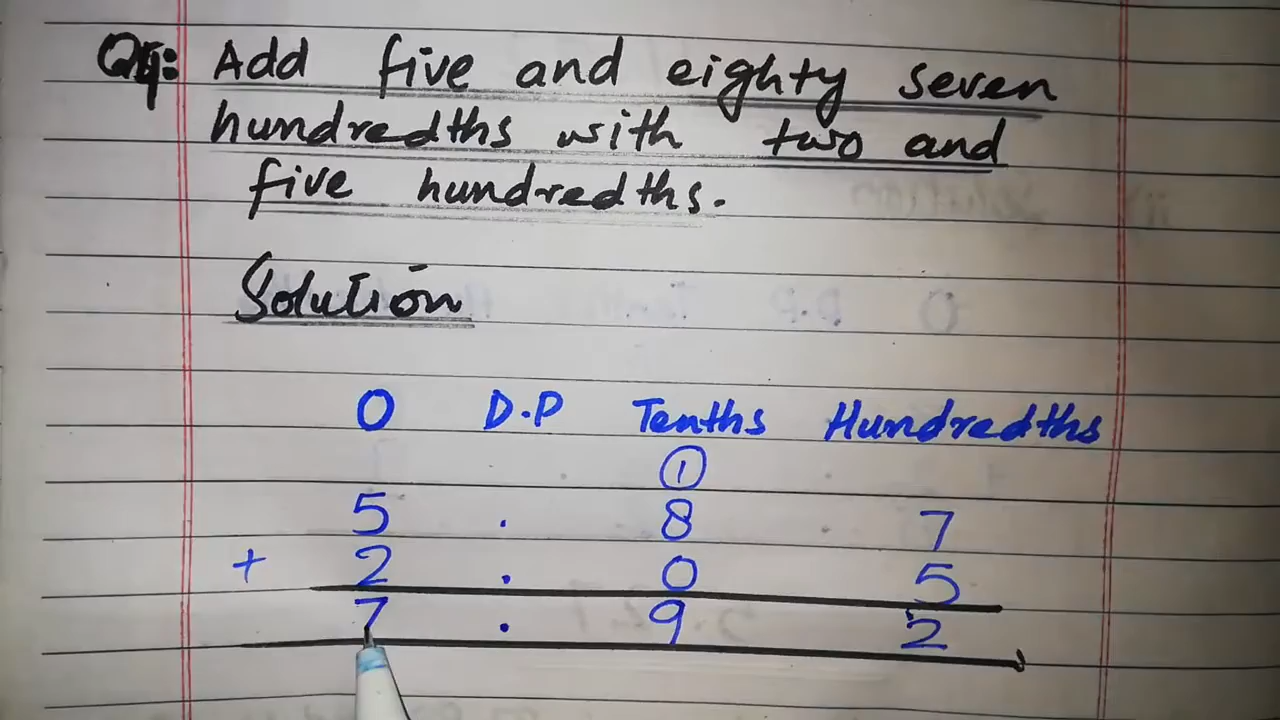 Q4: Add five and eighty seven
hundredths with two and
five hundredths.
Solution
O D.P Tenths Hundredths
1
5 . 8 7
+ 2 . 0 5
7 . 9 2